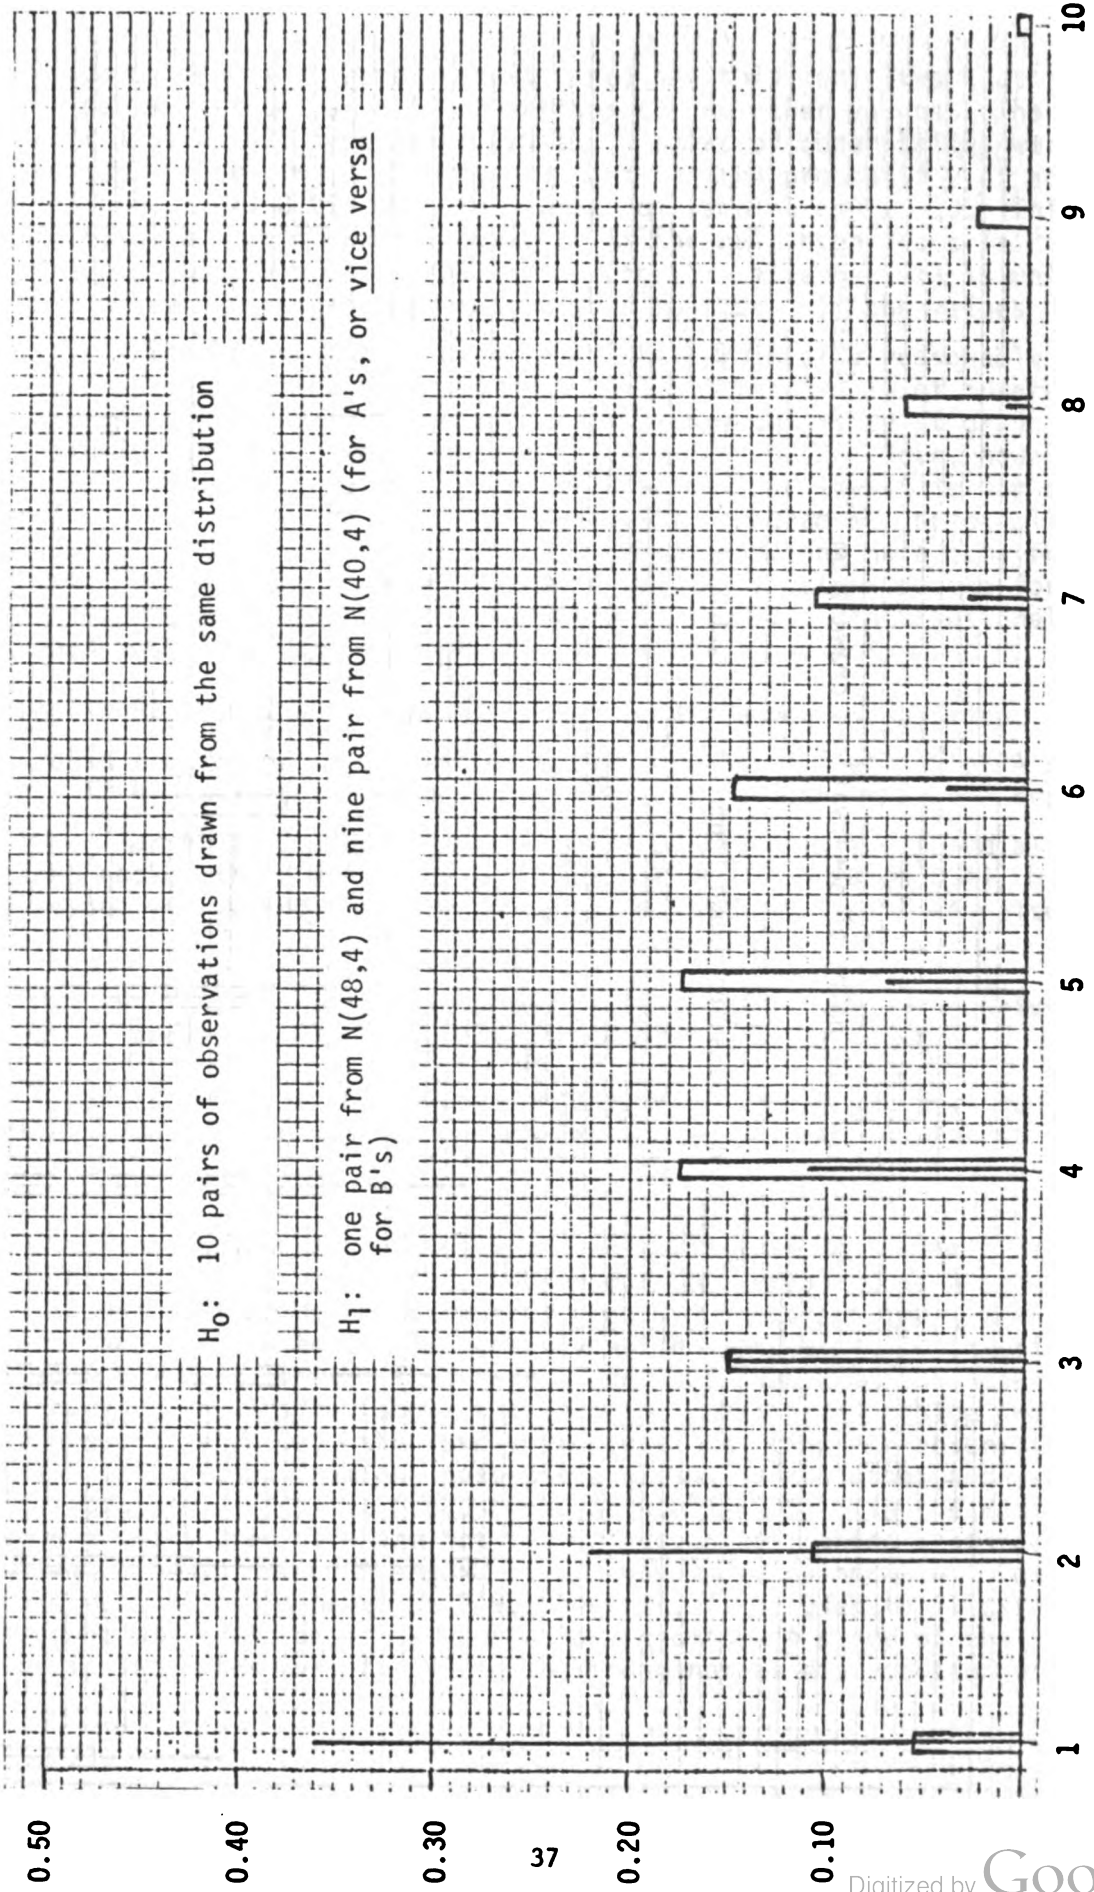 0.50
0.40
0.30
0.20
0.10
H0: 10 pairs of observations drawn from the same distribution
H1: one pair from N(48,4) and nine pair from N(40,4) (for A's, or vice versa
for B's)
1 2 3 4 5 6 7 8 9 10
37
Digitized by Goo